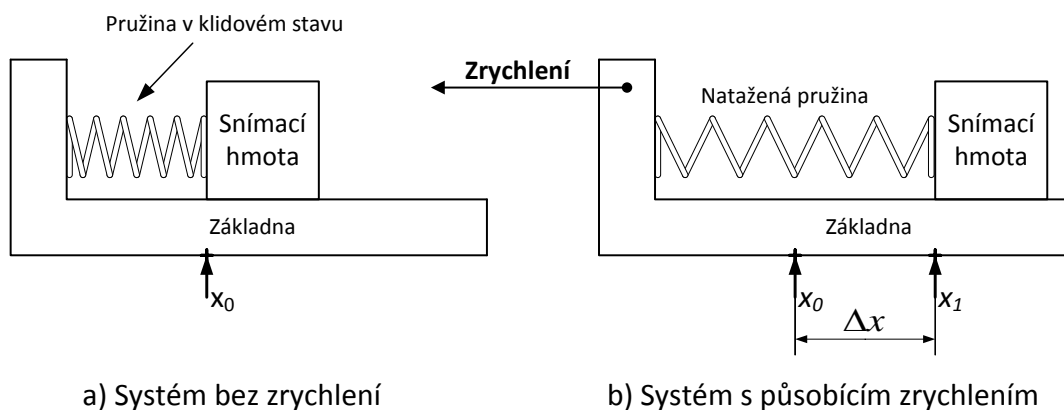 Pružina v klidovém stavu
Snímací
hmota
Základna
x0
a) Systém bez zrychlení
Zrychlení
Natažená pružina
Snímací
hmota
Základna
x0
x1
Δx
b) Systém s působícím zrychlením